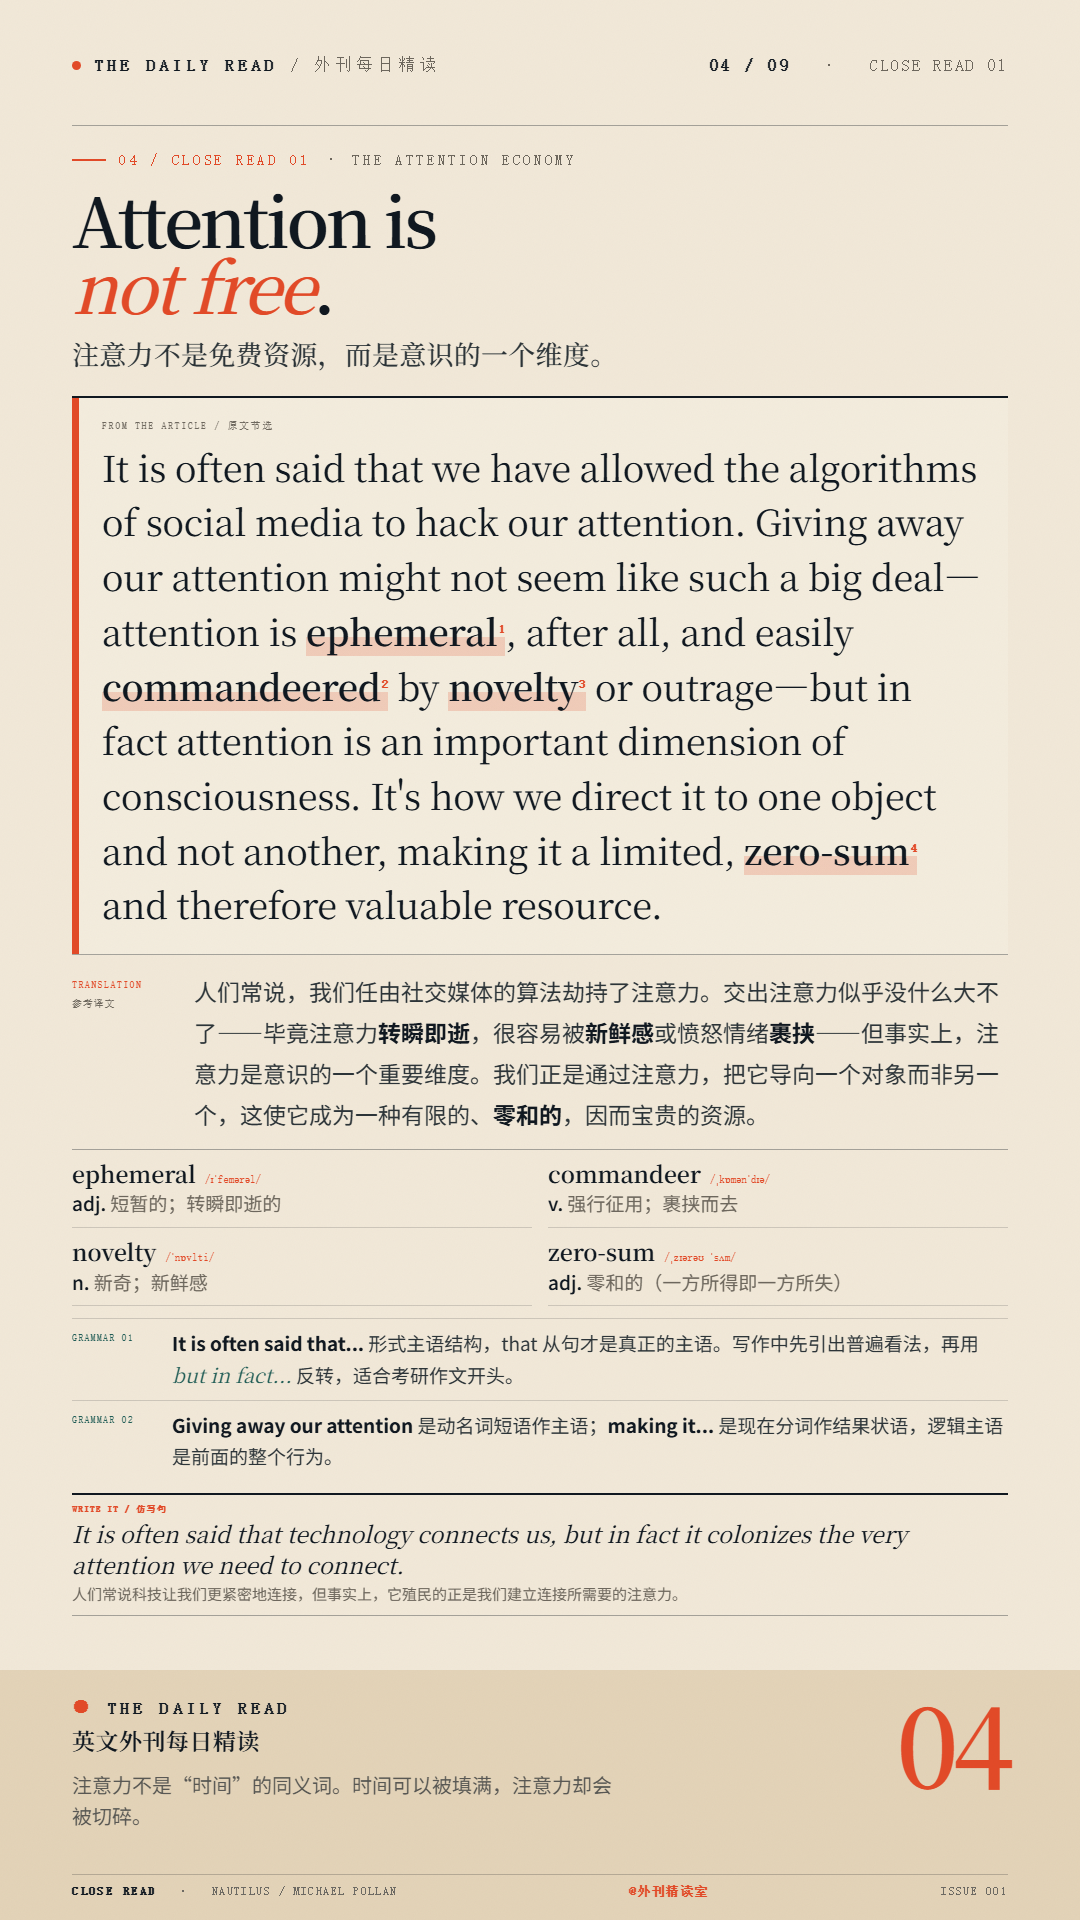 THE DAILY READ / 外刊每日精读
04 / 09 · CLOSE READ 01
04 / CLOSE READ 01 · THE ATTENTION ECONOMY
Attention is
not free.
注意力不是免费资源，而是意识的一个维度。
FROM THE ARTICLE / 原文节选
It is often said that we have allowed the algorithms
of social media to hack our attention. Giving away
our attention might not seem like such a big deal—
attention is ephemeral¹, after all, and easily
commandeered² by novelty³ or outrage—but in
fact attention is an important dimension of
consciousness. It's how we direct it to one object
and not another, making it a limited, zero-sum⁴
and therefore valuable resource.
TRANSLATION
参考译文
人们常说，我们任由社交媒体的算法劫持了注意力。交出注意力似乎没什么大不
了——毕竟注意力转瞬即逝，很容易被新鲜感或愤怒情绪裹挟——但事实上，注
意力是意识的一个重要维度。我们正是通过注意力，把它导向一个对象而非另一
个，这使它成为一种有限的、零和的，因而宝贵的资源。
ephemeral /ɪˈfemərəl/
adj. 短暂的；转瞬即逝的
commandeer /ˌkɒmənˈdɪə/
v. 强行征用；裹挟而去
novelty /ˈnɒvlti/
n. 新奇；新鲜感
zero-sum /ˌzɪərəʊ ˈsʌm/
adj. 零和的（一方所得即一方所失）
GRAMMAR 01
It is often said that... 形式主语结构，that 从句才是真正的主语。写作中先引出普遍看法，再用
but in fact... 反转，适合考研作文开头。
GRAMMAR 02
Giving away our attention 是动名词短语作主语；making it... 是现在分词作结果状语，逻辑主语
是前面的整个行为。
WRITE IT / 仿写句
It is often said that technology connects us, but in fact it colonizes the very
attention we need to connect.
人们常说科技让我们更紧密地连接，但事实上，它殖民的正是我们建立连接所需要的注意力。
THE DAILY READ
英文外刊每日精读
注意力不是“时间”的同义词。时间可以被填满，注意力却会
被切碎。
04
CLOSE READ · NAUTILUS / MICHAEL POLLAN
@外刊精读室
ISSUE 001